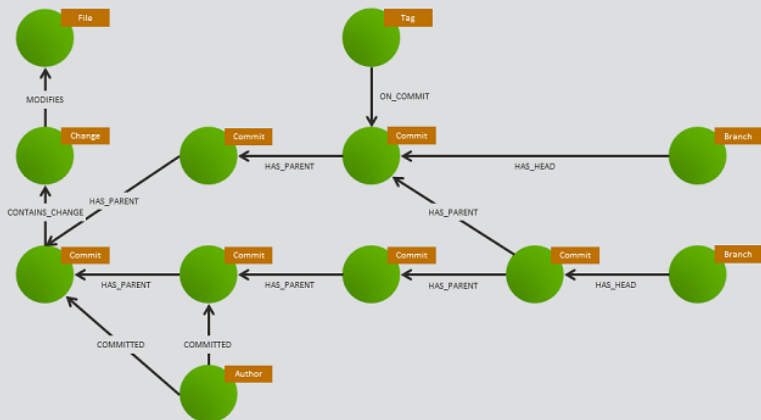 File
Tag
MODIFIES
ON_COMMIT
Change
Commit
Commit
Branch
HAS_PARENT
HAS_HEAD
HAS_PARENT
CONTAINS_CHANGE
HAS_PARENT
Commit
Commit
Commit
Commit
Branch
HAS_PARENT
HAS_PARENT
HAS_PARENT
HAS_HEAD
COMMITTED
COMMITTED
Author